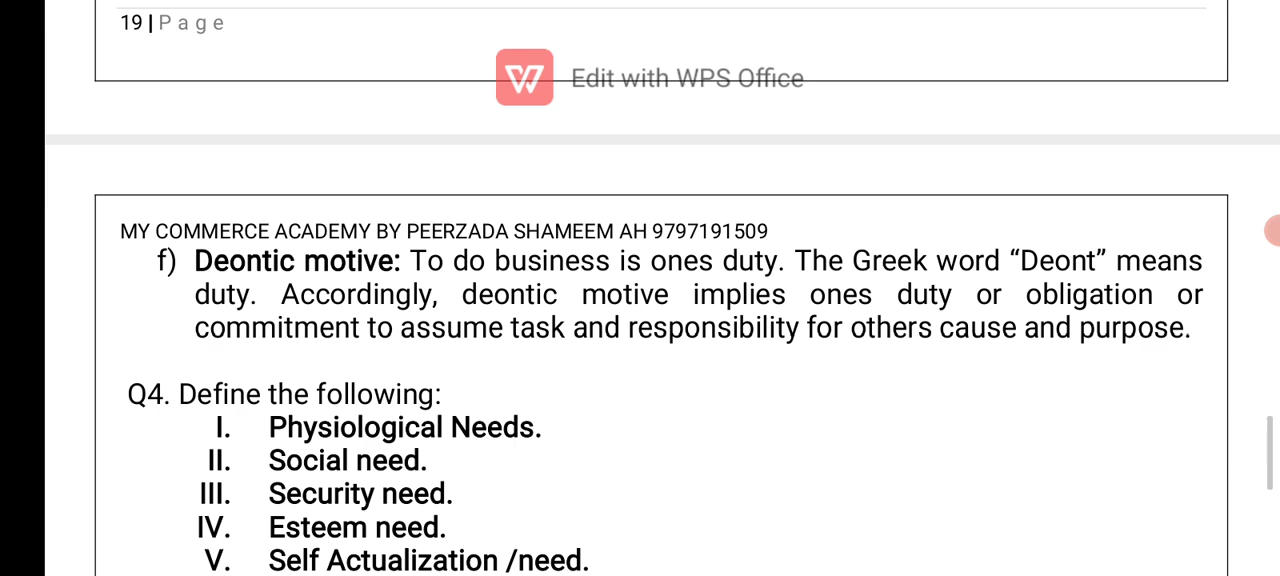 19 | P a g e
Edit with WPS Office
MY COMMERCE ACADEMY BY PEERZADA SHAMEEM AH 9797191509
f) Deontic motive: To do business is ones duty. The Greek word “Deont” means
duty. Accordingly, deontic motive implies ones duty or obligation or
commitment to assume task and responsibility for others cause and purpose.
Q4. Define the following:
I. Physiological Needs.
II. Social need.
III. Security need.
IV. Esteem need.
V. Self Actualization /need.